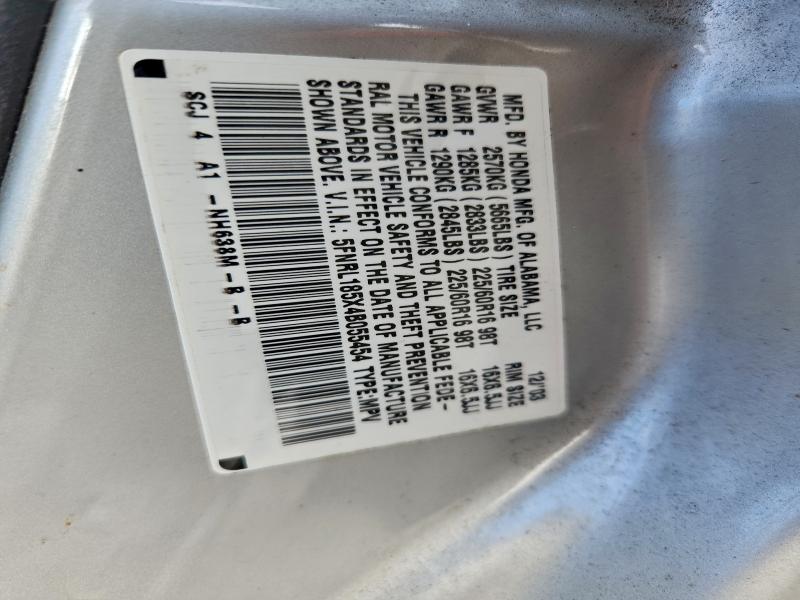 MFD. BY HONDA MFG. OF ALABAMA, LLC 12/'03
GVWR 2570KG (5665LBS) TIRE SIZE RIM SIZE
GAWR F 1285KG (2833LBS) 225/60R16 98T 16X6.5JJ
GAWR R 1290KG (2845LBS) 225/60R16 98T 16X6.5JJ
THIS VEHICLE CONFORMS TO ALL APPLICABLE FEDE-
RAL MOTOR VEHICLE SAFETY AND THEFT PREVENTION
STANDARDS IN EFFECT ON THE DATE OF MANUFACTURE
SHOWN ABOVE. V.I.N.: 5FNRL185X4B055454 TYPE:MPV
SCJ 4 A1 -NH638M-B-B